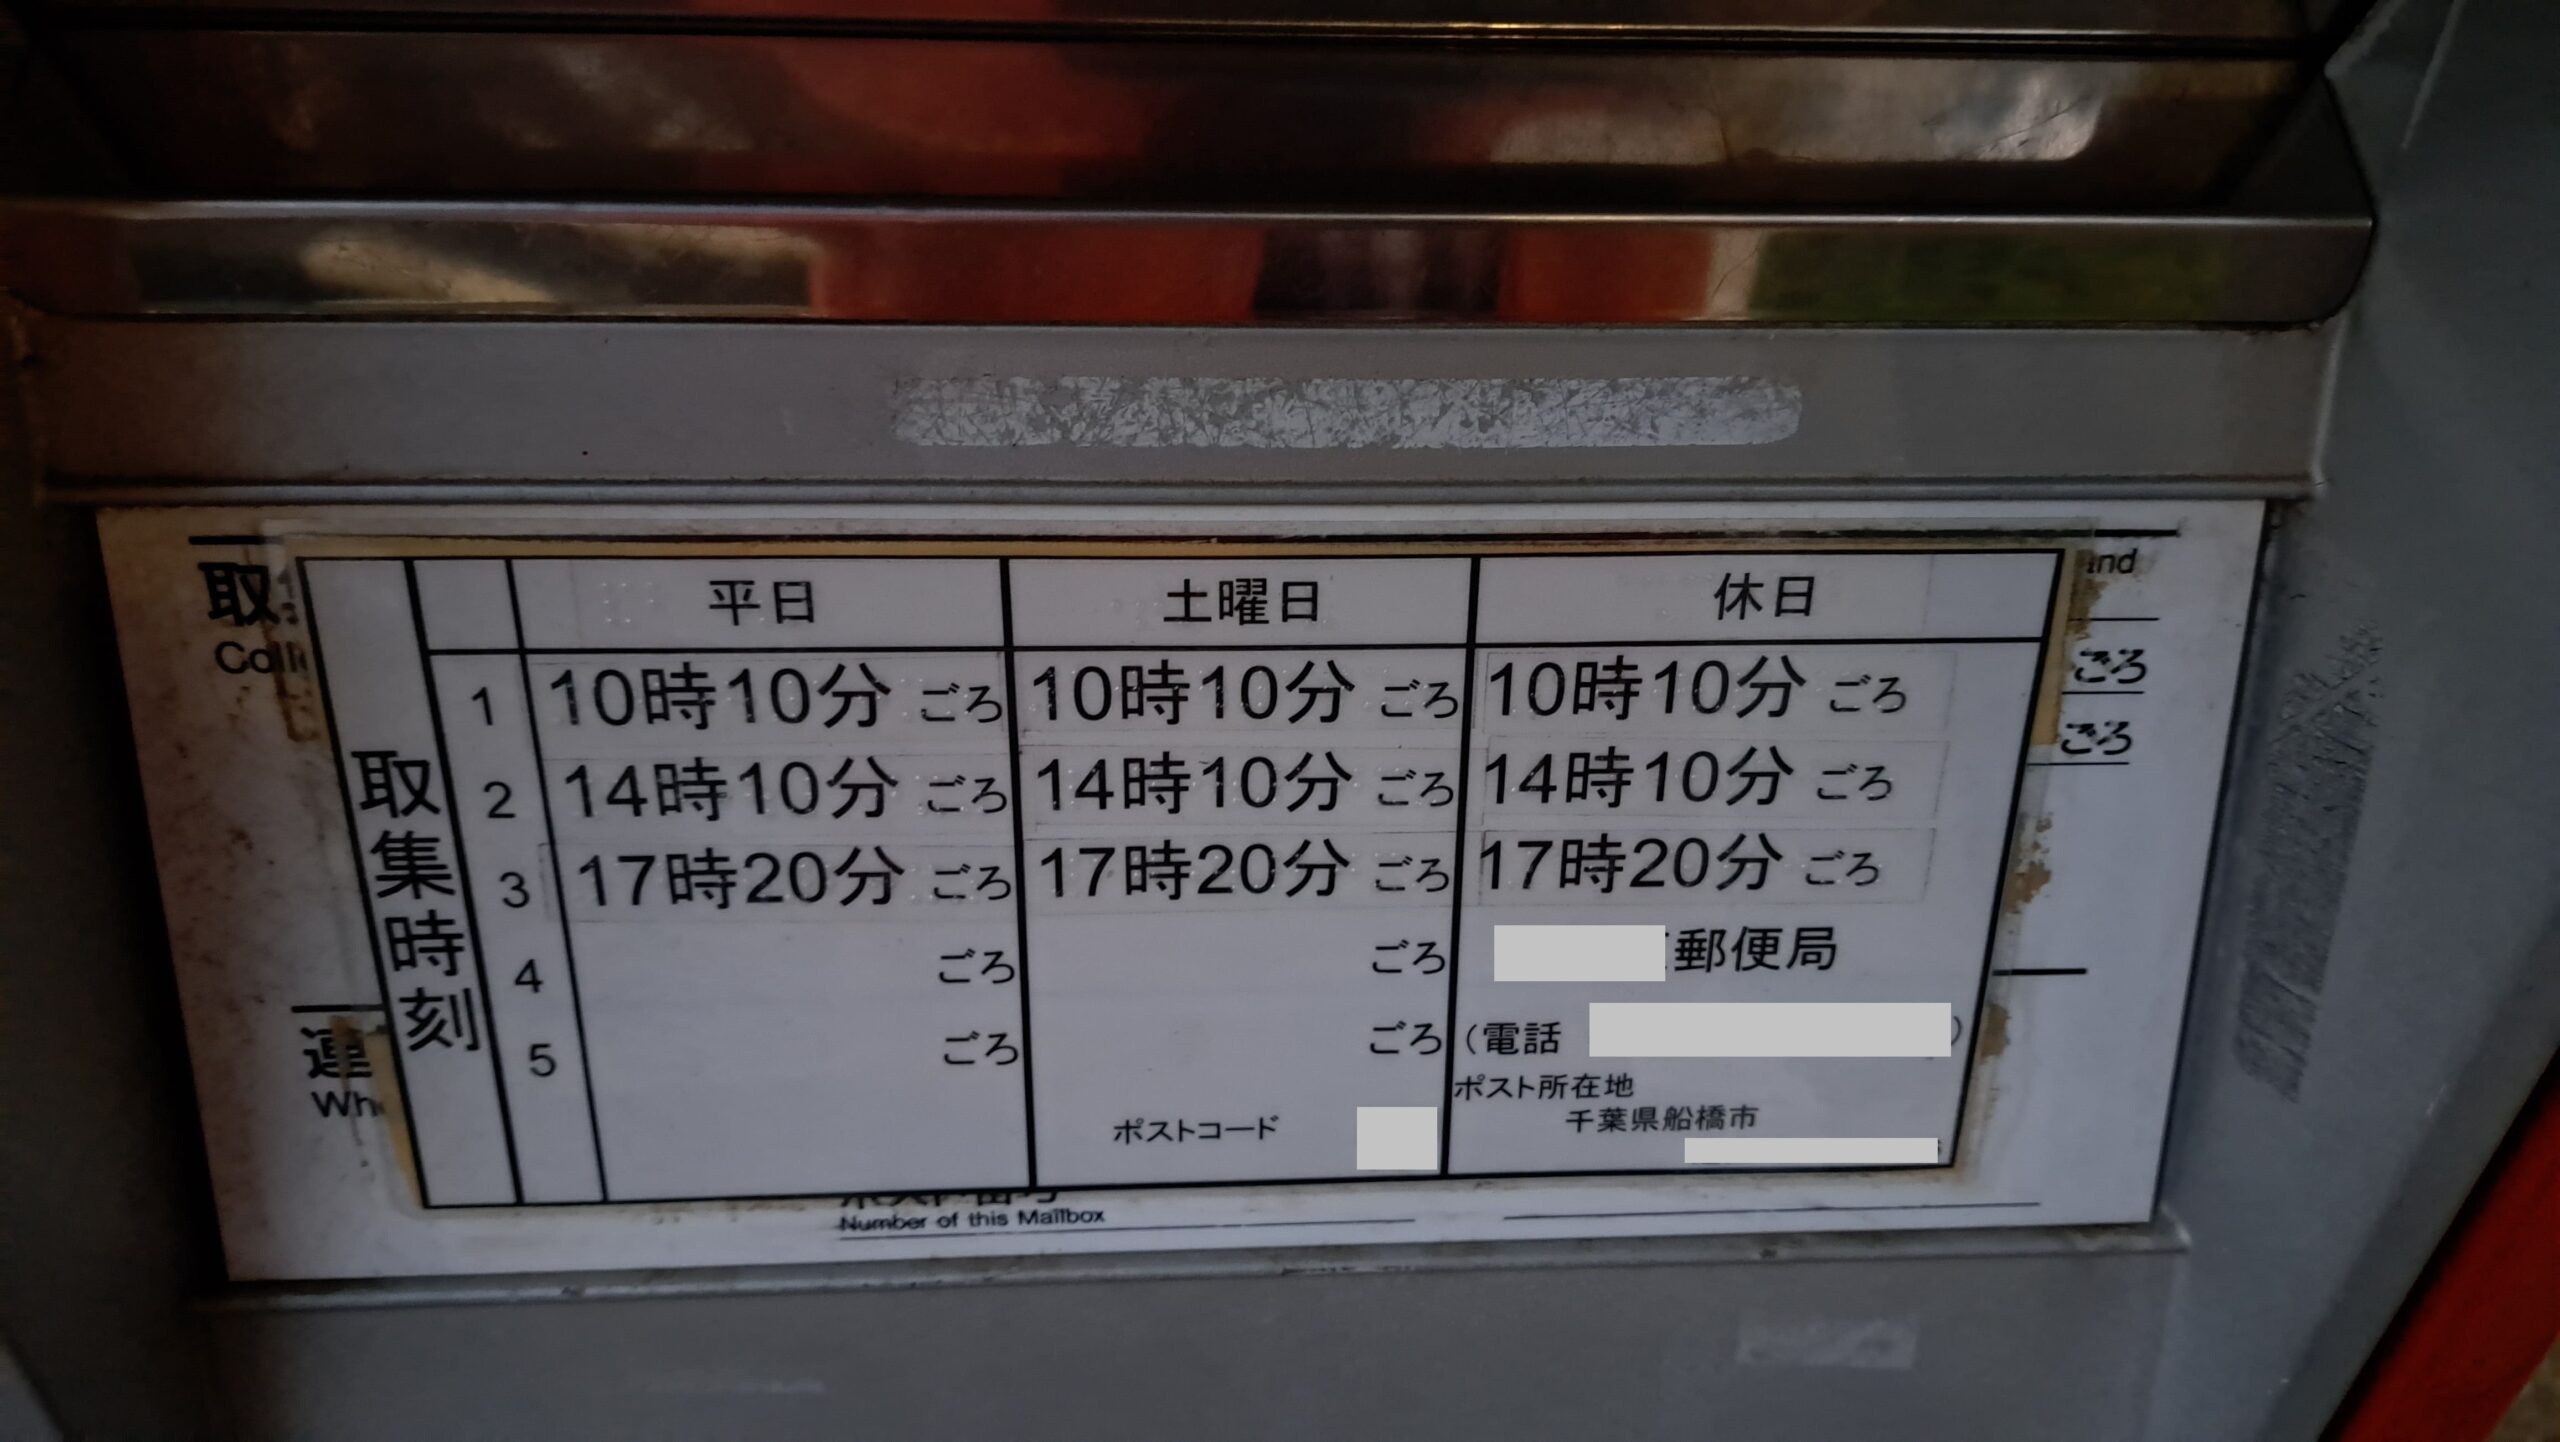 取
Coll
ind
ごろ
ごろ
平日 土曜日 休日
取集時刻
1 10時10分 ごろ 10時10分 ごろ 10時10分 ごろ
2 14時10分 ごろ 14時10分 ごろ 14時10分 ごろ
3 17時20分 ごろ 17時20分 ごろ 17時20分 ごろ
4 ごろ ごろ 郵便局
5 ごろ ごろ (電話 )
ポスト所在地
千葉県船橋市
ポストコード
Wh
Number of this Mailbox